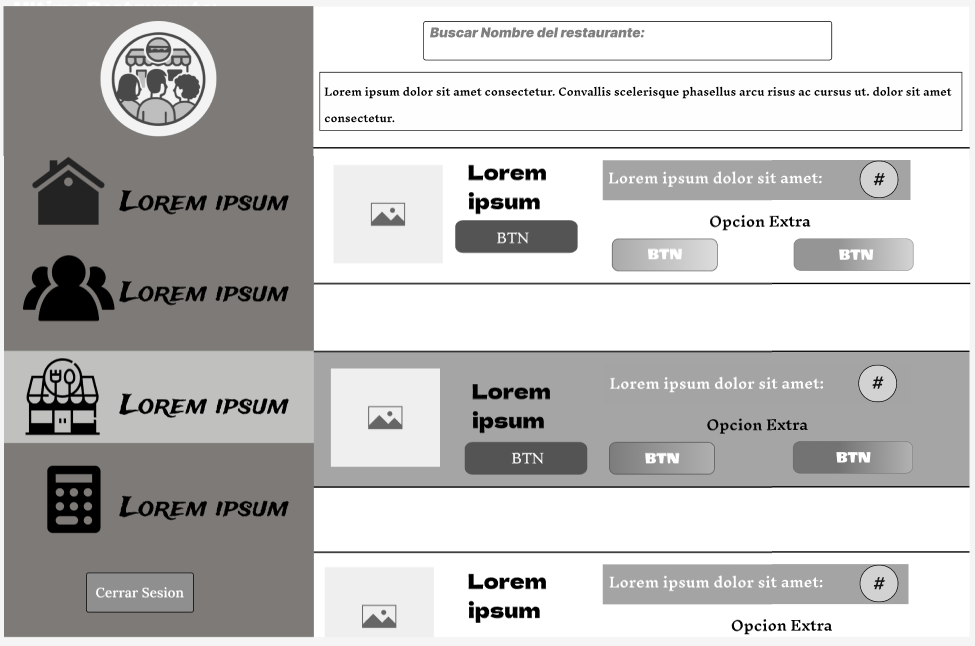 Buscar Nombre del restaurante:
Lorem ipsum dolor sit amet consectetur. Convallis scelerisque phasellus arcu risus ac cursus ut. dolor sit amet
consectetur.
Lorem ipsum
Lorem ipsum
Lorem ipsum
Lorem ipsum
Cerrar Sesion
Lorem
ipsum
BTN
Lorem ipsum dolor sit amet:
#
Opcion Extra
BTN
BTN
Lorem
ipsum
BTN
Lorem ipsum dolor sit amet:
#
Opcion Extra
BTN
BTN
Lorem
ipsum
Lorem ipsum dolor sit amet:
#
Opcion Extra